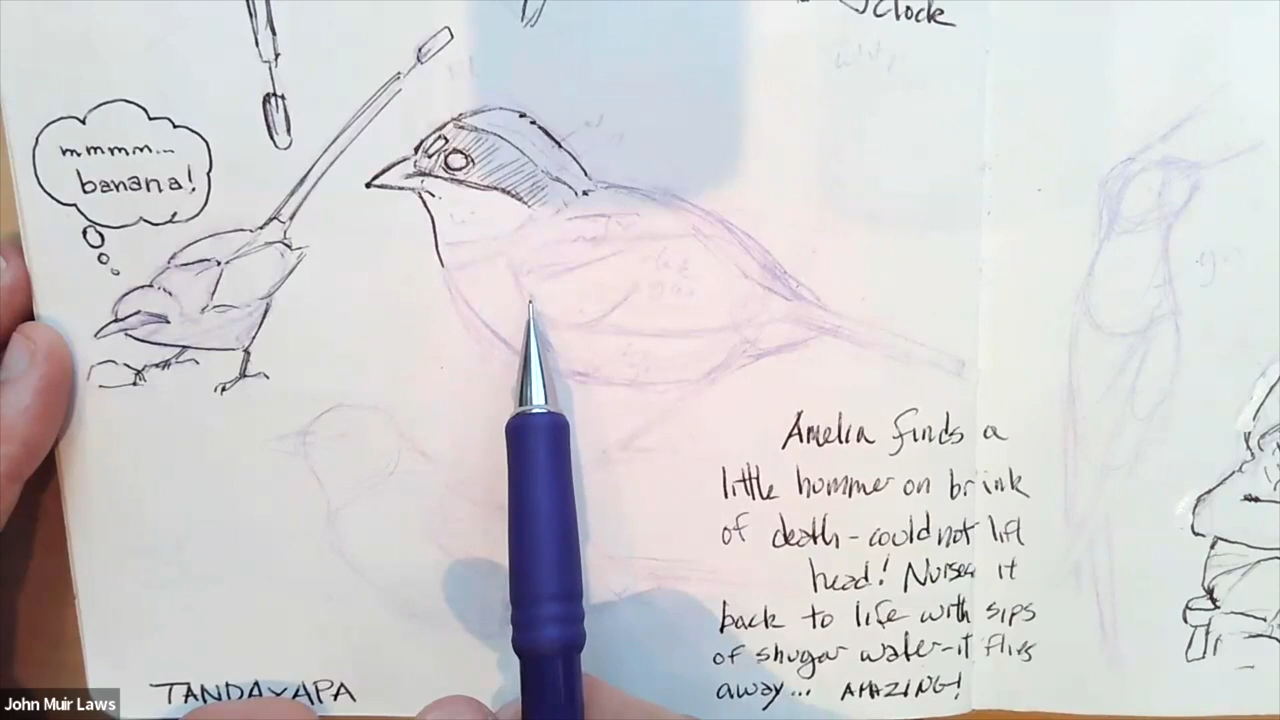 Clock
mmmm...
banana!
Amelia finds a
little hummer on brink
of death - could not lift
head! Nurses it
back to life with sips
of shugar water - it flies
away... AMAZING!
TANDAYAPA
John Muir Laws